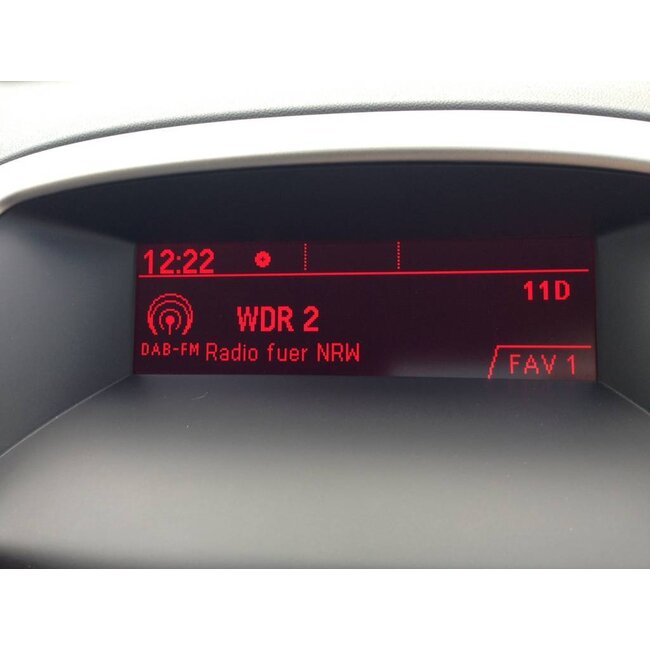 12:22
11D
WDR 2
DAB-FM Radio fuer NRW
FAV 1